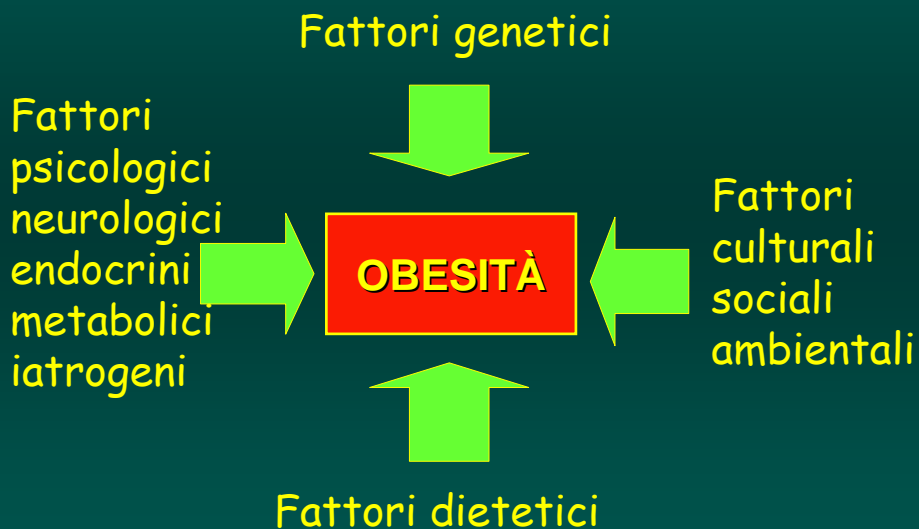 Fattori genetici
Fattori
psicologici
neurologici
endocrini
metabolici
iatrogeni
OBESITÀ
Fattori
culturali
sociali
ambientali
Fattori dietetici